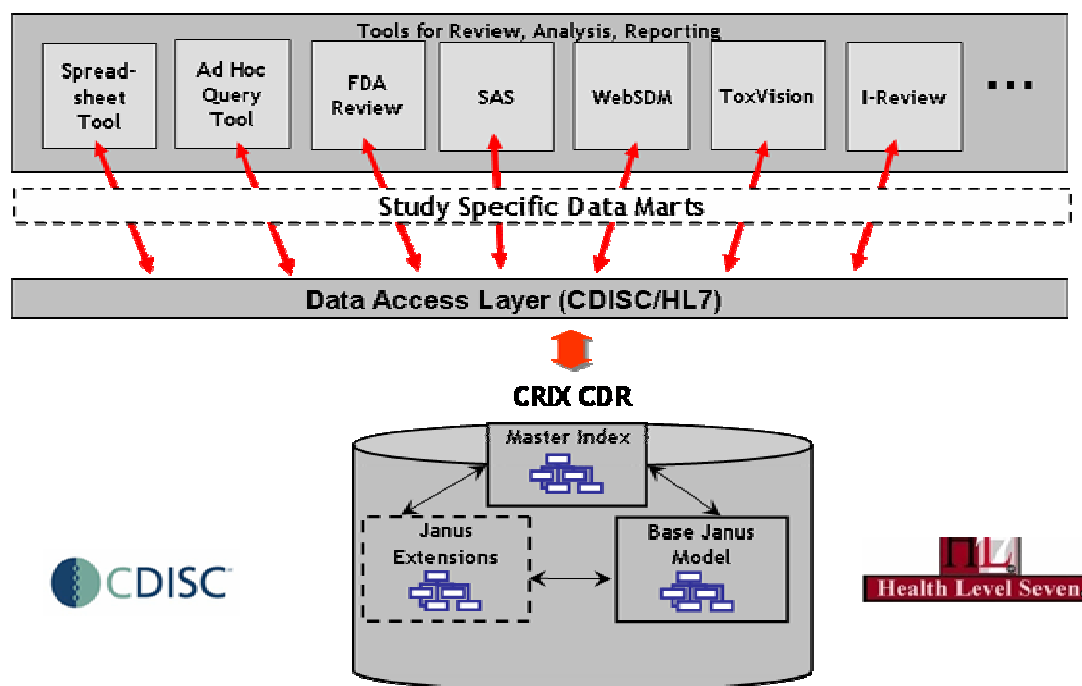 Tools for Review, Analysis, Reporting
Spread-
sheet
Tool
Ad Hoc
Query
Tool
FDA
Review
SAS
WebSDM
ToxVision
I-Review
...
Study Specific Data Marts
Data Access Layer (CDISC/HL7)
CRIX CDR
Master Index
Janus
Extensions
Base Janus
Model
CDISC
HL7
Health Level Seven